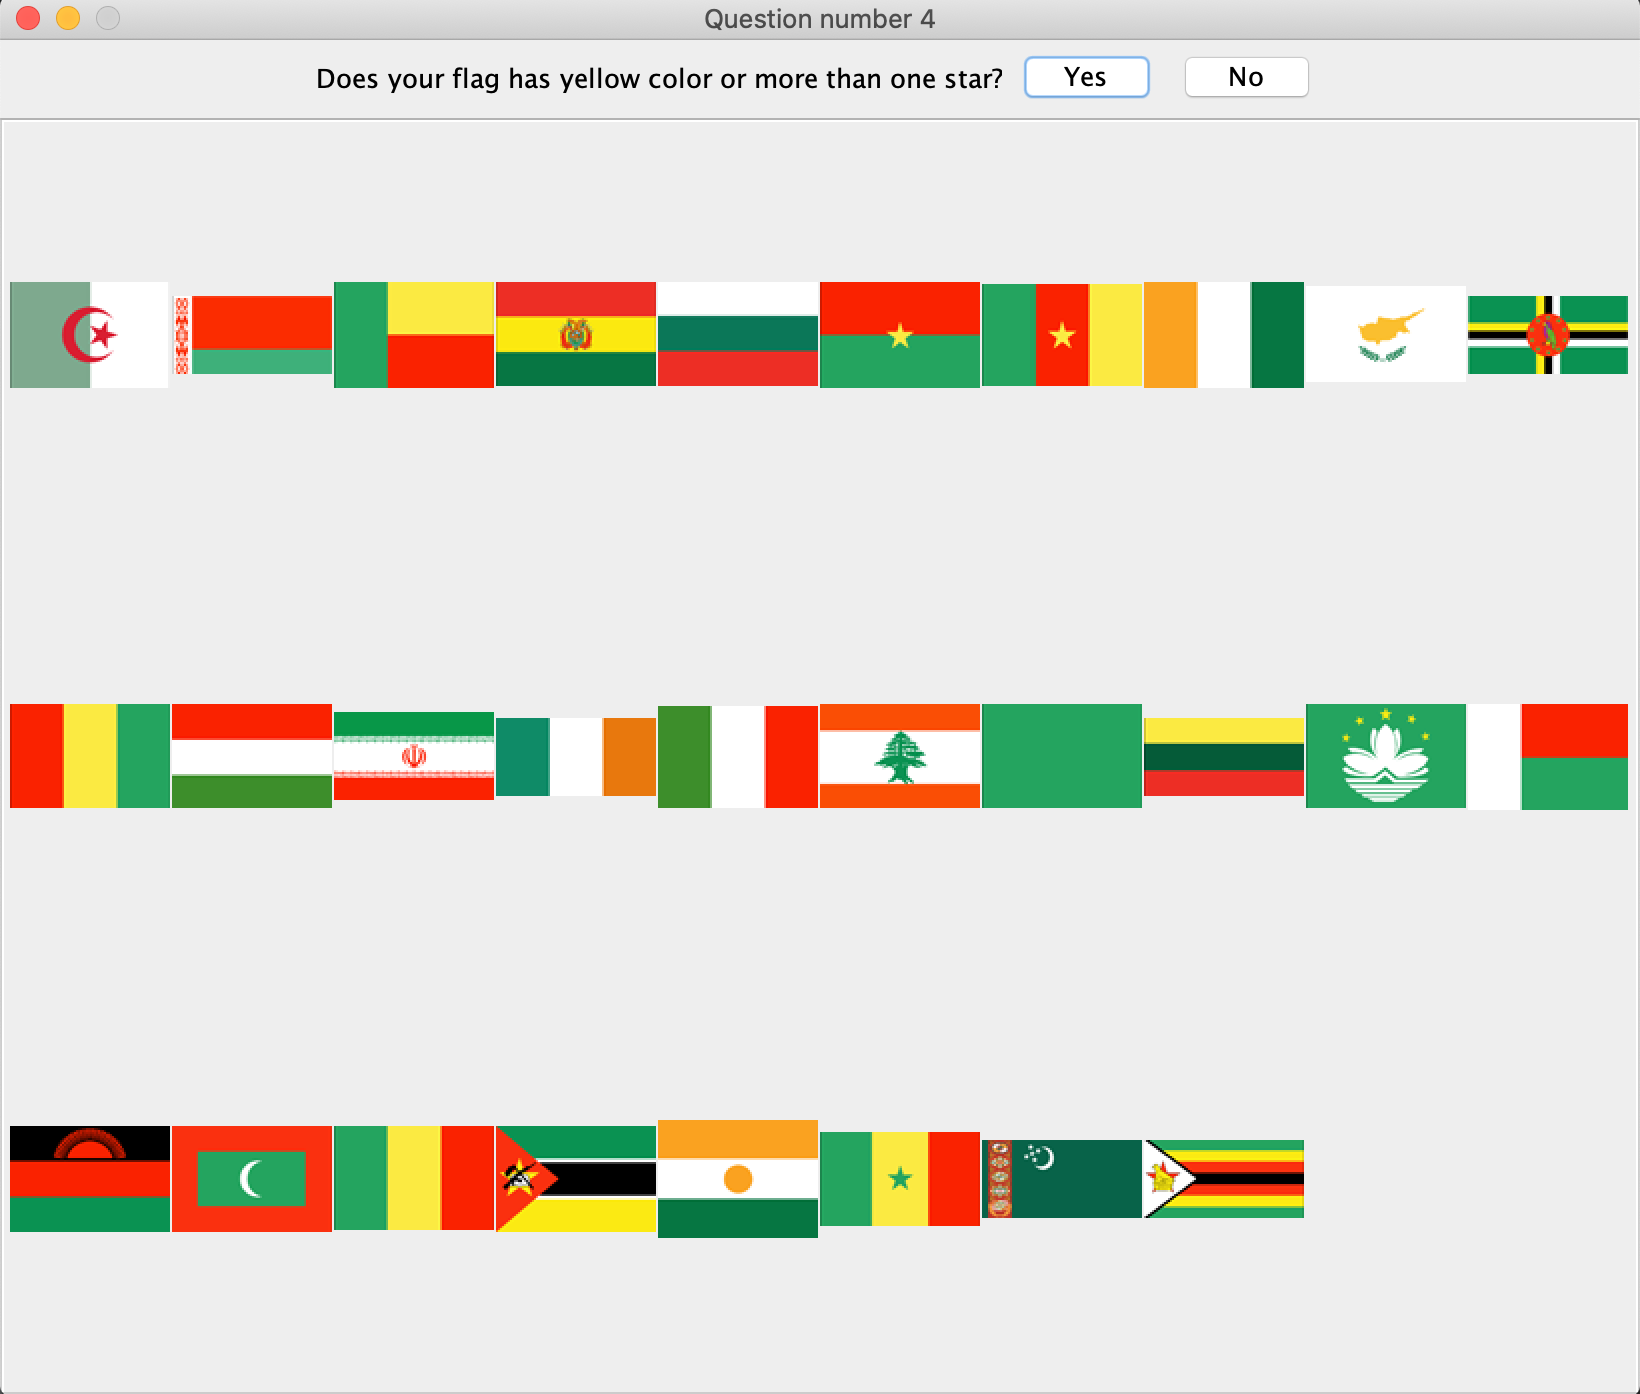 Question number 4
Does your flag has yellow color or more than one star? Yes No